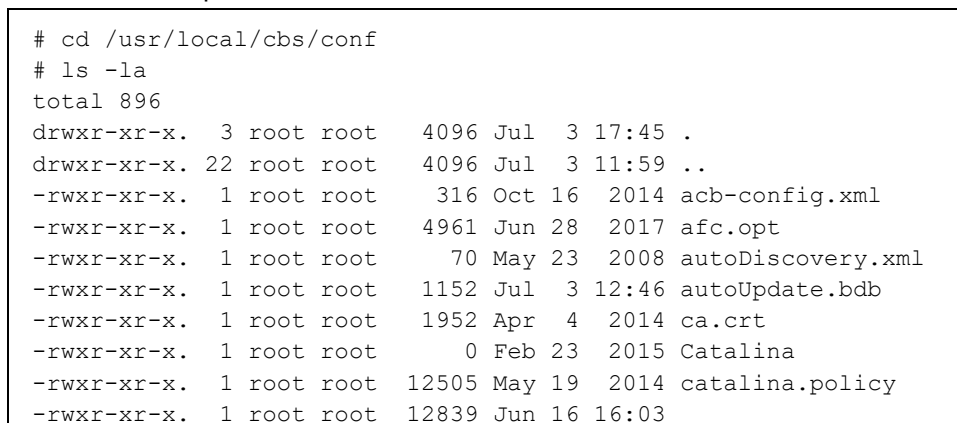 # cd /usr/local/cbs/conf
# ls -la
total 896
drwxr-xr-x.  3 root root   4096 Jul  3 17:45 .
drwxr-xr-x. 22 root root   4096 Jul  3 11:59 ..
-rwxr-xr-x.  1 root root    316 Oct 16  2014 acb-config.xml
-rwxr-xr-x.  1 root root   4961 Jun 28  2017 afc.opt
-rwxr-xr-x.  1 root root     70 May 23  2008 autoDiscovery.xml
-rwxr-xr-x.  1 root root   1152 Jul  3 12:46 autoUpdate.bdb
-rwxr-xr-x.  1 root root   1952 Apr  4  2014 ca.crt
-rwxr-xr-x.  1 root root      0 Feb 23  2015 Catalina
-rwxr-xr-x.  1 root root  12505 May 19  2014 catalina.policy
-rwxr-xr-x.  1 root root  12839 Jun 16 16:03